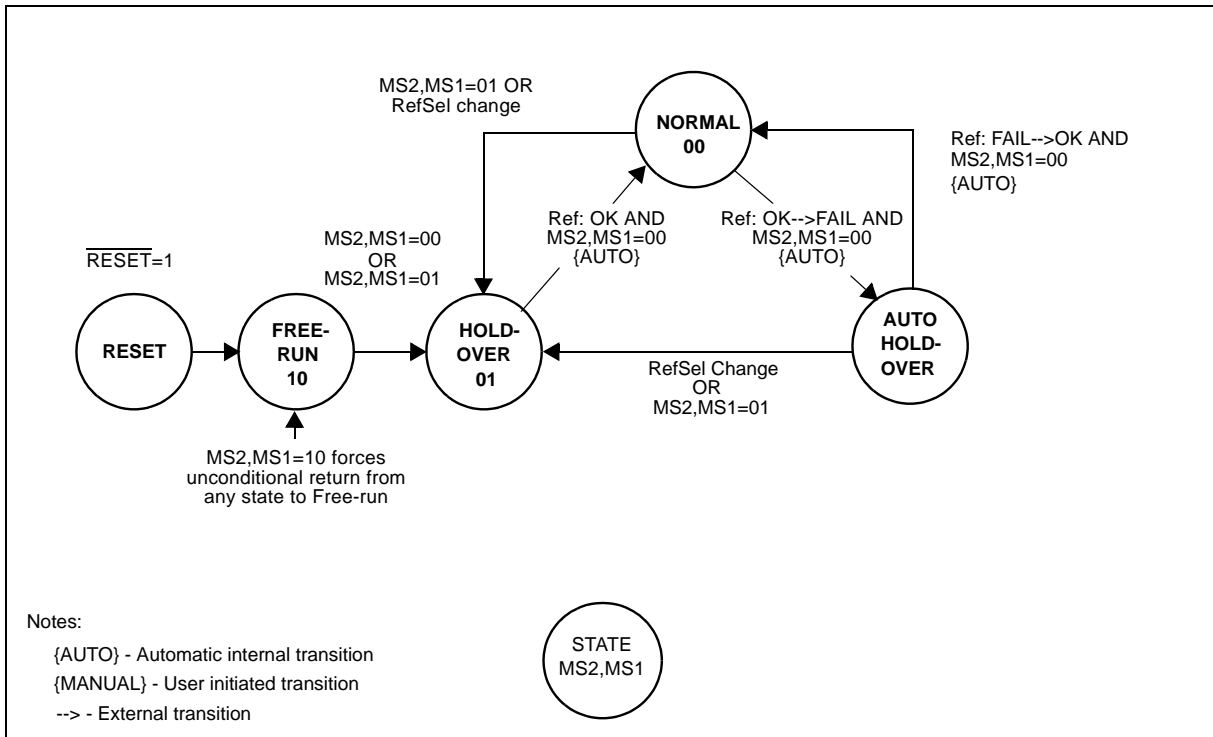 MS2,MS1=01 OR
RefSel change
NORMAL
00
Ref: FAIL-->OK AND
MS2,MS1=00
{AUTO}
Ref: OK AND
MS2,MS1=00
{AUTO}
Ref: OK-->FAIL AND
MS2,MS1=00
{AUTO}
RESET=1
MS2,MS1=00
OR
MS2,MS1=01
RESET
FREE-
RUN
10
HOLD-
OVER
01
AUTO
HOLD-
OVER
RefSel Change
OR
MS2,MS1=01
MS2,MS1=10 forces
unconditional return from
any state to Free-run
Notes:
{AUTO} - Automatic internal transition
{MANUAL} - User initiated transition
--> - External transition
STATE
MS2,MS1